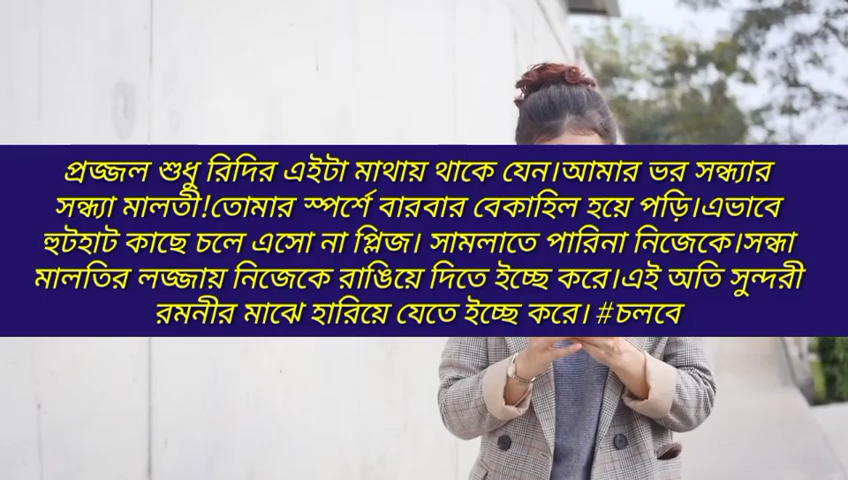 প্রজ্জল শুধু রিদির এইটা মাথায় থাকে যেন।আমার ভর সন্ধ্যার
সন্ধ্যা মালতী!তোমার স্পর্শে বারবার বেকাহিল হয়ে পড়ি।এভাবে
হুটহাট কাছে চলে এসো না প্লিজ। সামলাতে পারিনা নিজেকে।সন্ধা
মালতির লজ্জায় নিজেকে রাঙিয়ে দিতে ইচ্ছে করে।এই অতি সুন্দরী
রমনীর মাঝে হারিয়ে যেতে ইচ্ছে করে। #চলবে